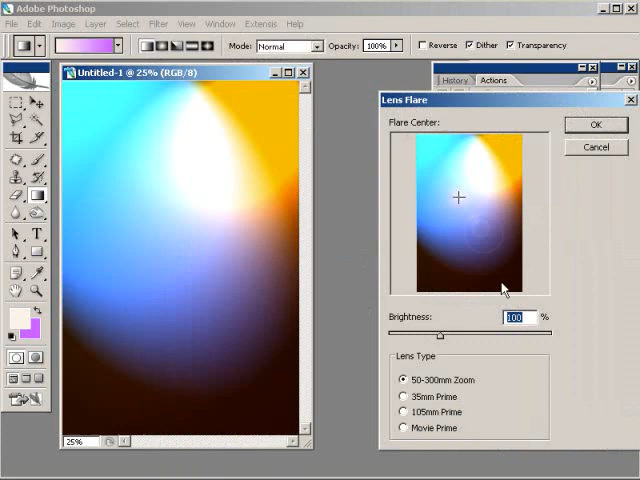 Adobe Photoshop
File Edit Image Layer Select Filter View Window Extensis Help
Mode: Normal Opacity: 100% Reverse Dither Transparency
Untitled-1 @ 25% (RGB/8)
History Actions
Lens Flare
Flare Center:
OK
Cancel
Brightness: 100 %
Lens Type
50-300mm Zoom
35mm Prime
105mm Prime
Movie Prime
25%
T